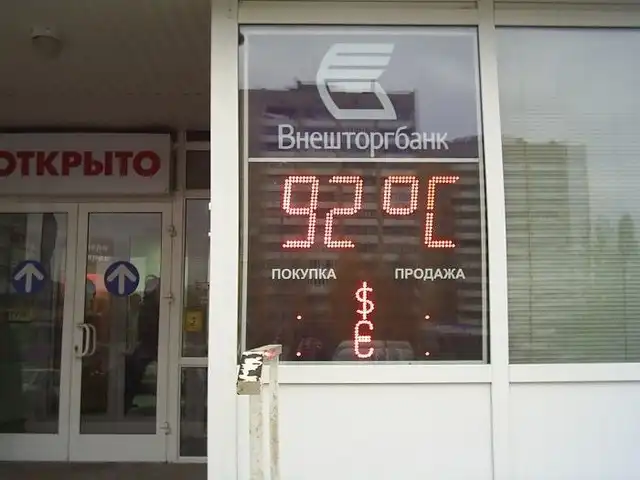 ОТКРЫТО
Внешторгбанк
92°C
ПОКУПКА ПРОДАЖА
$
€